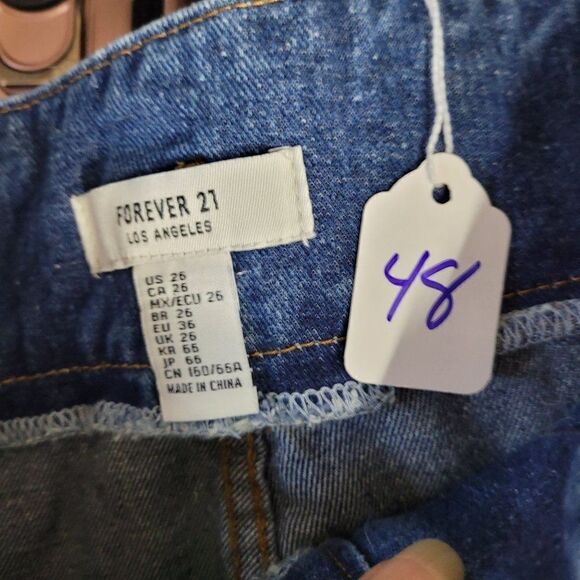 FOREVER 21
LOS ANGELES
US 26
CA 26
MX/ECU 26
BR 26
EU 36
UK 26
KR 66
JP 66
CN 160/66A
MADE IN CHINA
48